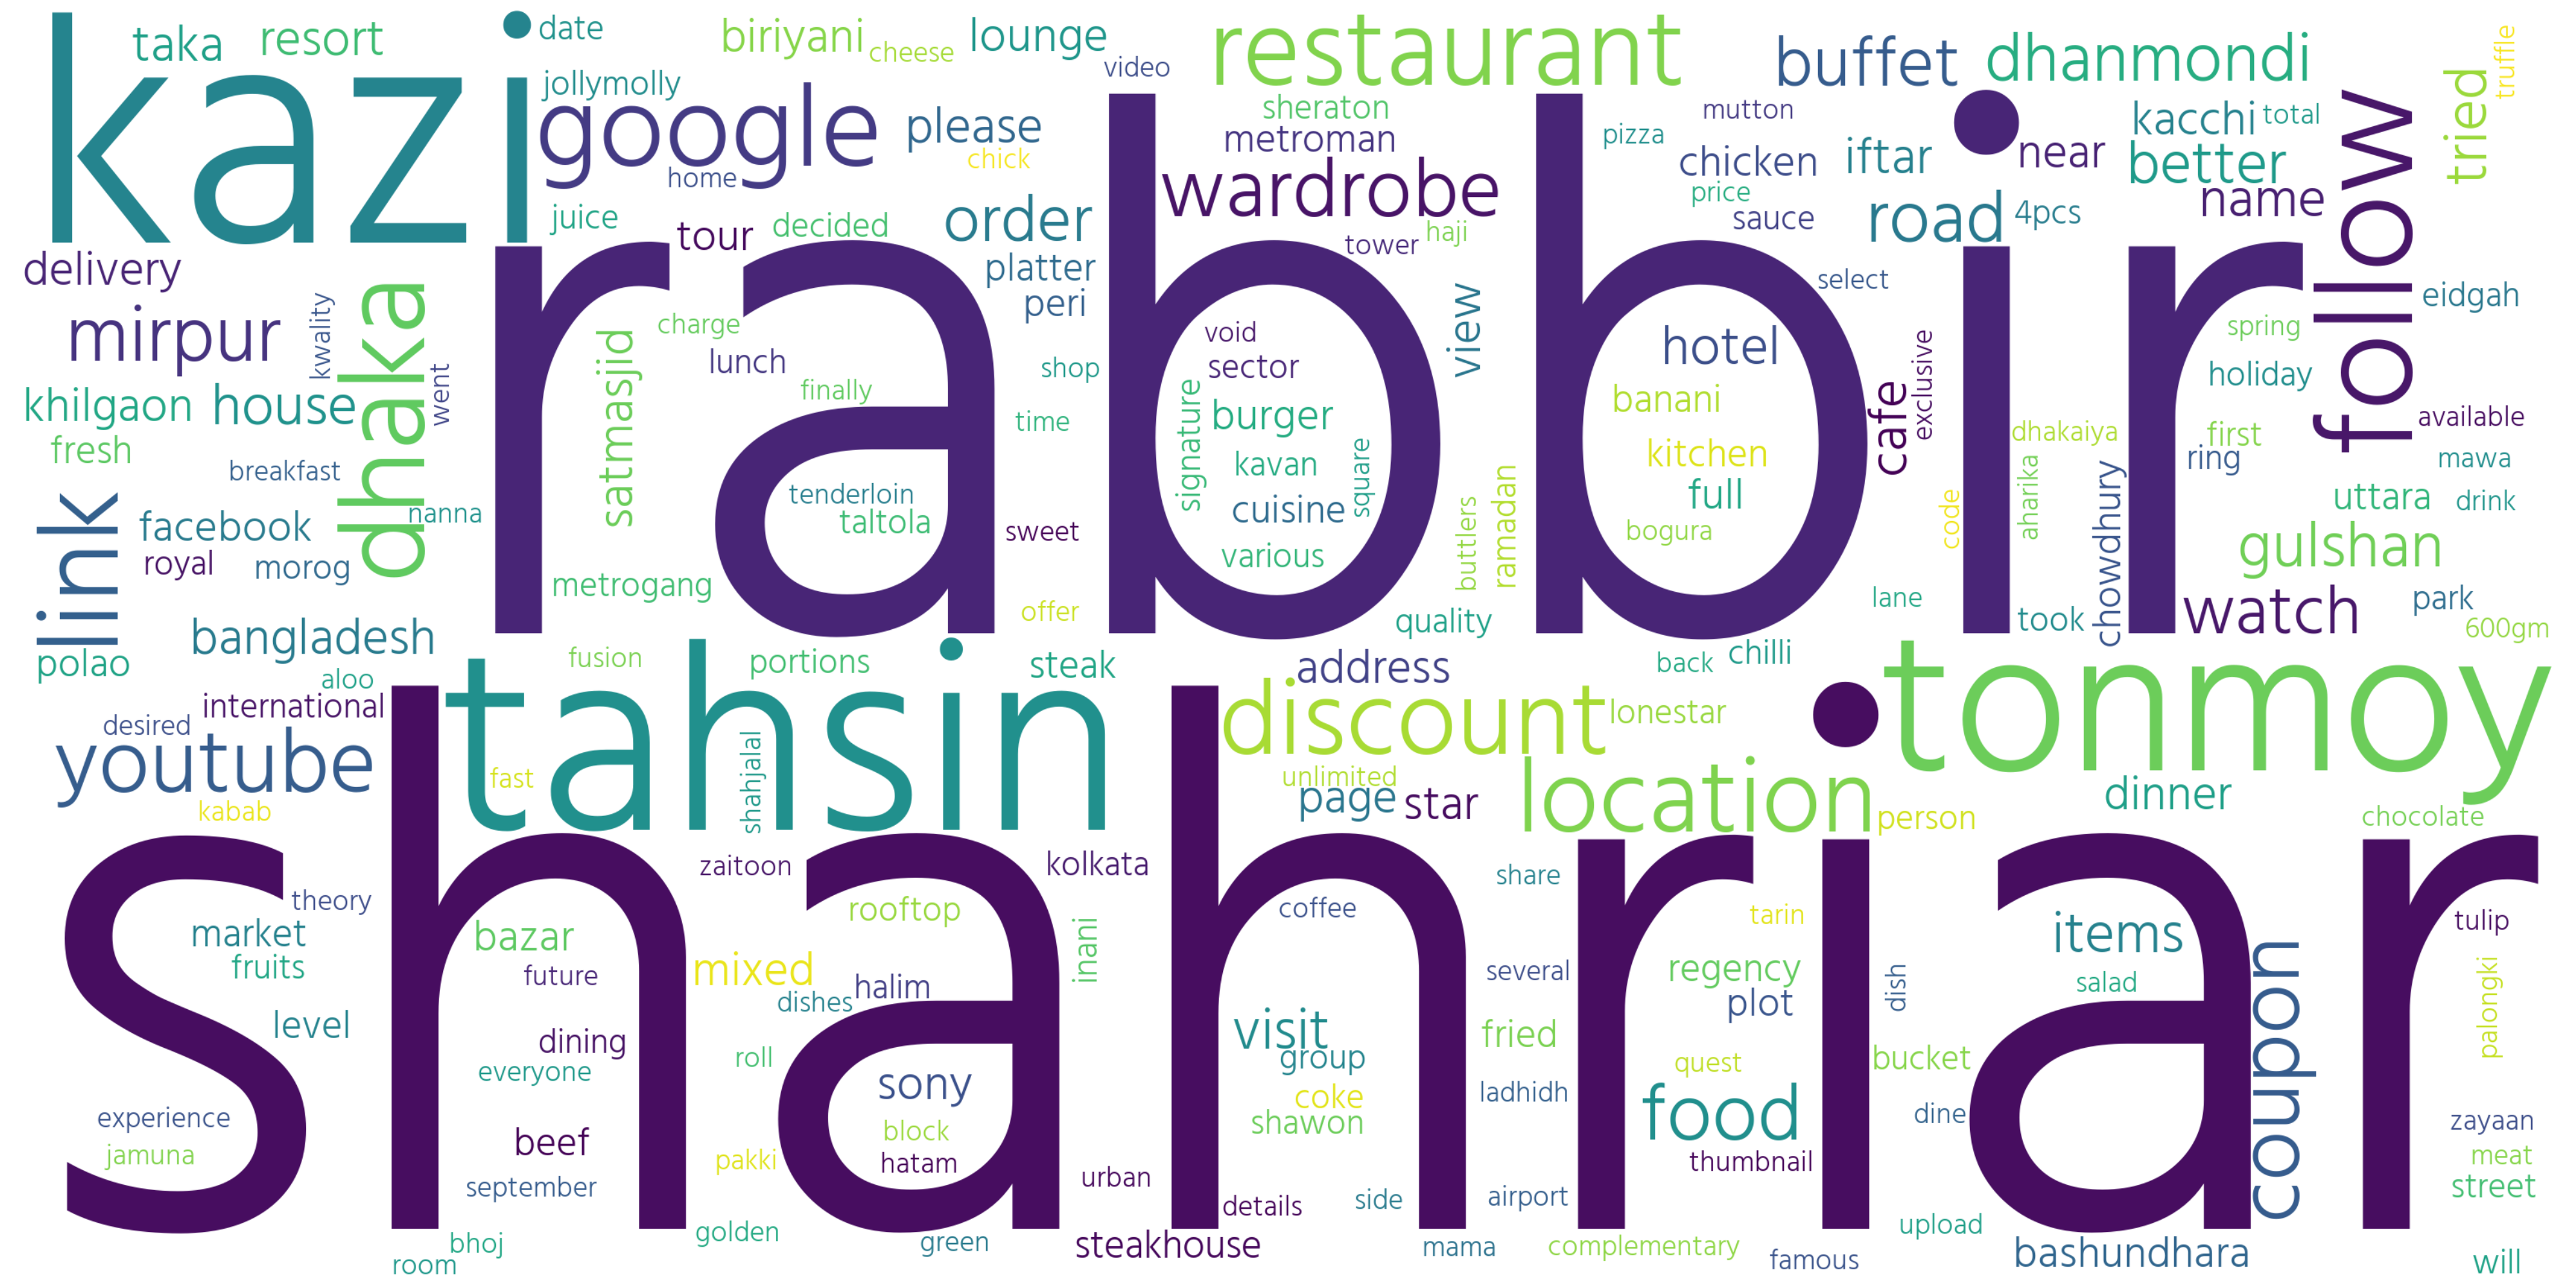 kazi
taka
resort
date
biriyani
cheese
lounge
video
restaurant
buffet
dhanmondi
tried
truffle
jollymolly
google
please
chick
home
sheraton
metroman
wardrobe
pizza
mutton
chicken
price
sauce
iftar
near
kacchi
total
better
name
follow
juice
tour
decided
order
tower
haji
road
4pcs
delivery
platter
peri
select
eidgah
rabbir
mirpur
kwality
dhaka
went
satmasjid
charge
lunch
finally
shop
time
void
sector
signature
burger
kavan
cuisine
square
various
view
hotel
banani
kitchen
full
bogura
cafe
exclusive
spring
holiday
first
ring
available
mawa
drink
uttara
khilgaon
house
fresh
breakfast
link
facebook
nanna
royal
morog
tenderloin
taltola
sweet
buttlers
ramadan
code
dhakaiya
aharika
chowdhury
gulshan
metrogang
offer
quality
lane
took
watch
park
600gm
polao
bangladesh
aloo
fusion
portions
steak
address
back
chilli
international
desired
youtube
tahsin
discount
lonestar
tonmoy
kabab
fast
shahjalal
unlimited
page
star
location
person
dinner
chocolate
shahriar
theory
zaitoon
kolkata
coffee
share
tarin
tulip
market
fruits
bazar
future
rooftop
mixed
dishes
halim
inani
several
regency
plot
dish
items
salad
coupon
palongki
level
dining
everyone
roll
visit
group
fried
quest
bucket
sony
coke
shawon
ladhidh
food
dine
experience
jamuna
beef
block
hatam
pakki
thumbnail
zayaan
meat
street
september
urban
details
side
airport
bhoj
room
golden
green
steakhouse
mama
complementary
famous
upload
bashundhara
will